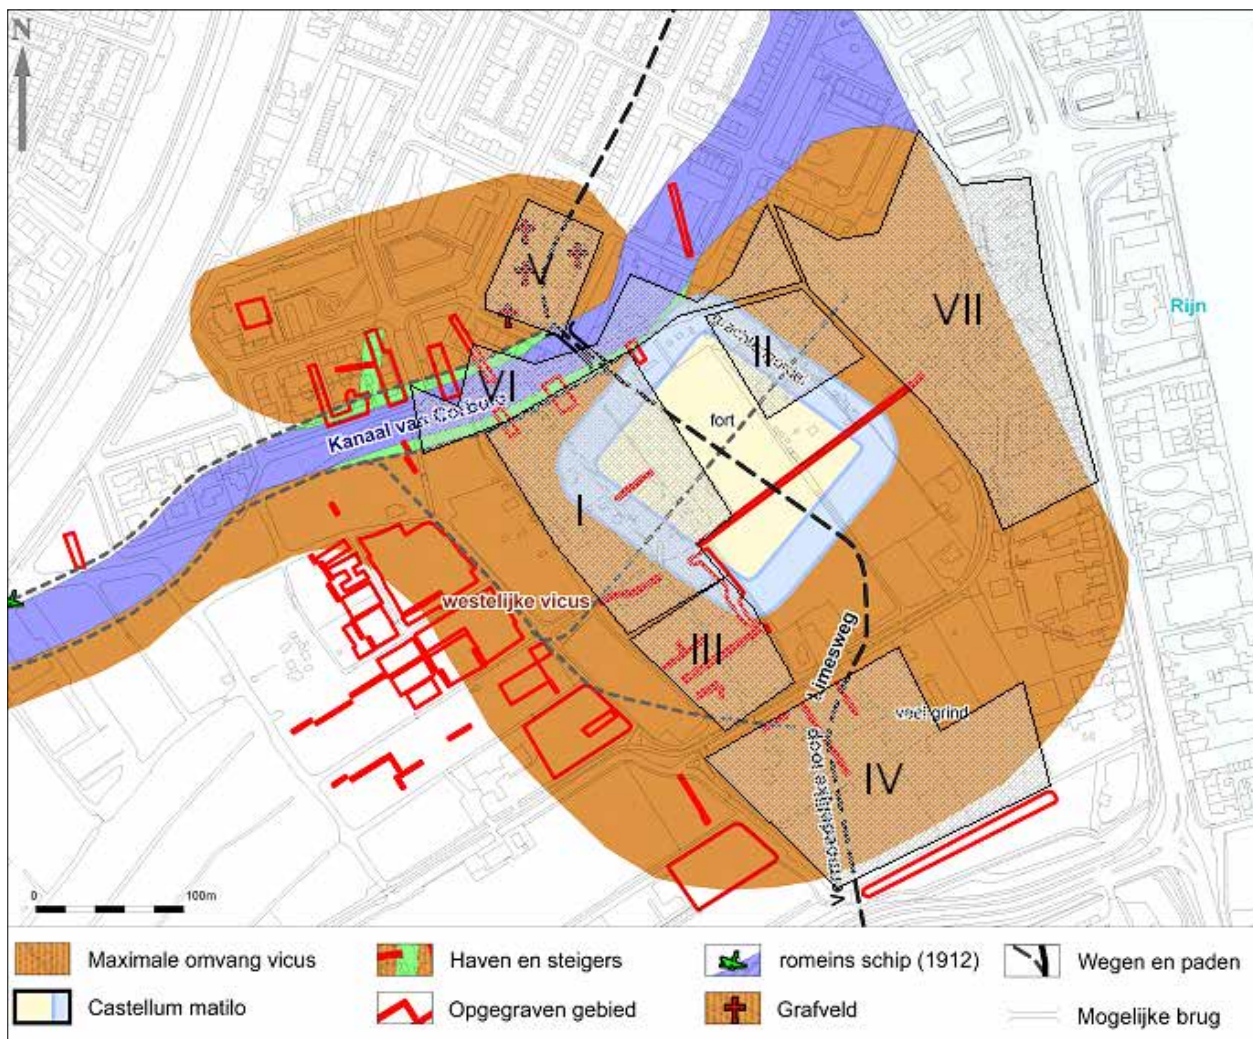 N
V
VII
Rijn
II
VI
Kanaal van Corbulo
fort
I
westelijke vicus
III
Limesweg
veel grind
IV
Vermoedelijke loop
0 100m
Maximale omvang vicus
Haven en steigers
romeins schip (1912)
Wegen en paden
Castellum matilo
Opgegraven gebied
Grafveld
Mogelijke brug